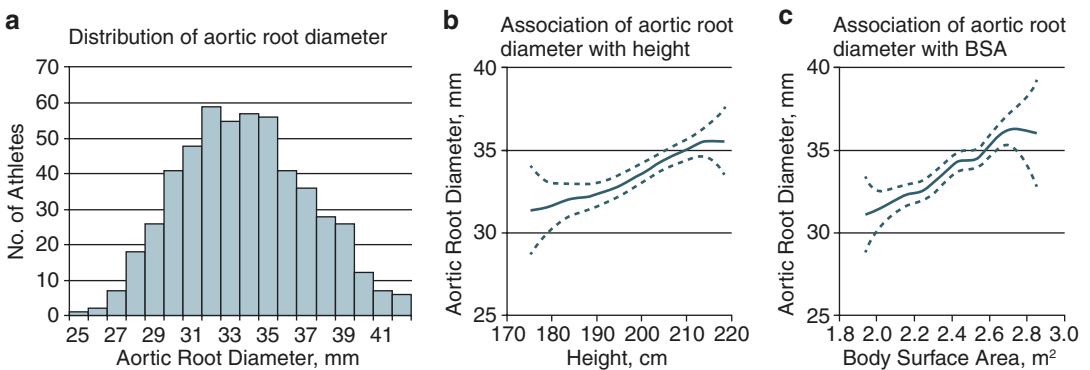 a
Distribution of aortic root diameter
70
60
50
40
30
20
10
0
No. of Athletes
25 27 29 31 33 35 37 39 41
Aortic Root Diameter, mm
b
Association of aortic root
diameter with height
40
35
30
25
Aortic Root Diameter, mm
170 180 190 200 210 220
Height, cm
c
Association of aortic root
diameter with BSA
40
35
30
25
Aortic Root Diameter, mm
1.8 2.0 2.2 2.4 2.6 2.8 3.0
Body Surface Area, m²